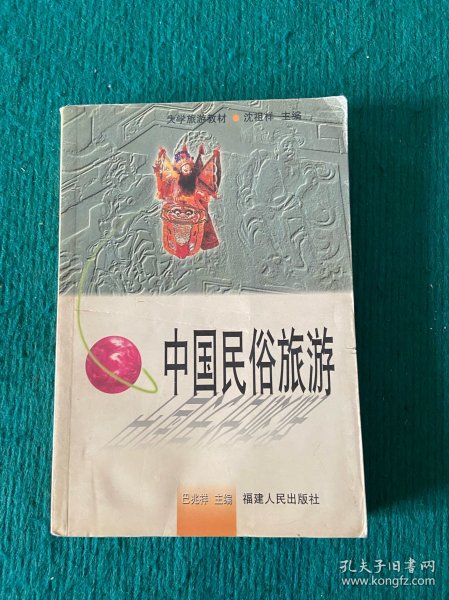 大学旅游教材 ● 沈祖祥 主编
中国民俗旅游
巴兆祥 主编 福建人民出版社
孔夫子旧书网
www.kongfz.com